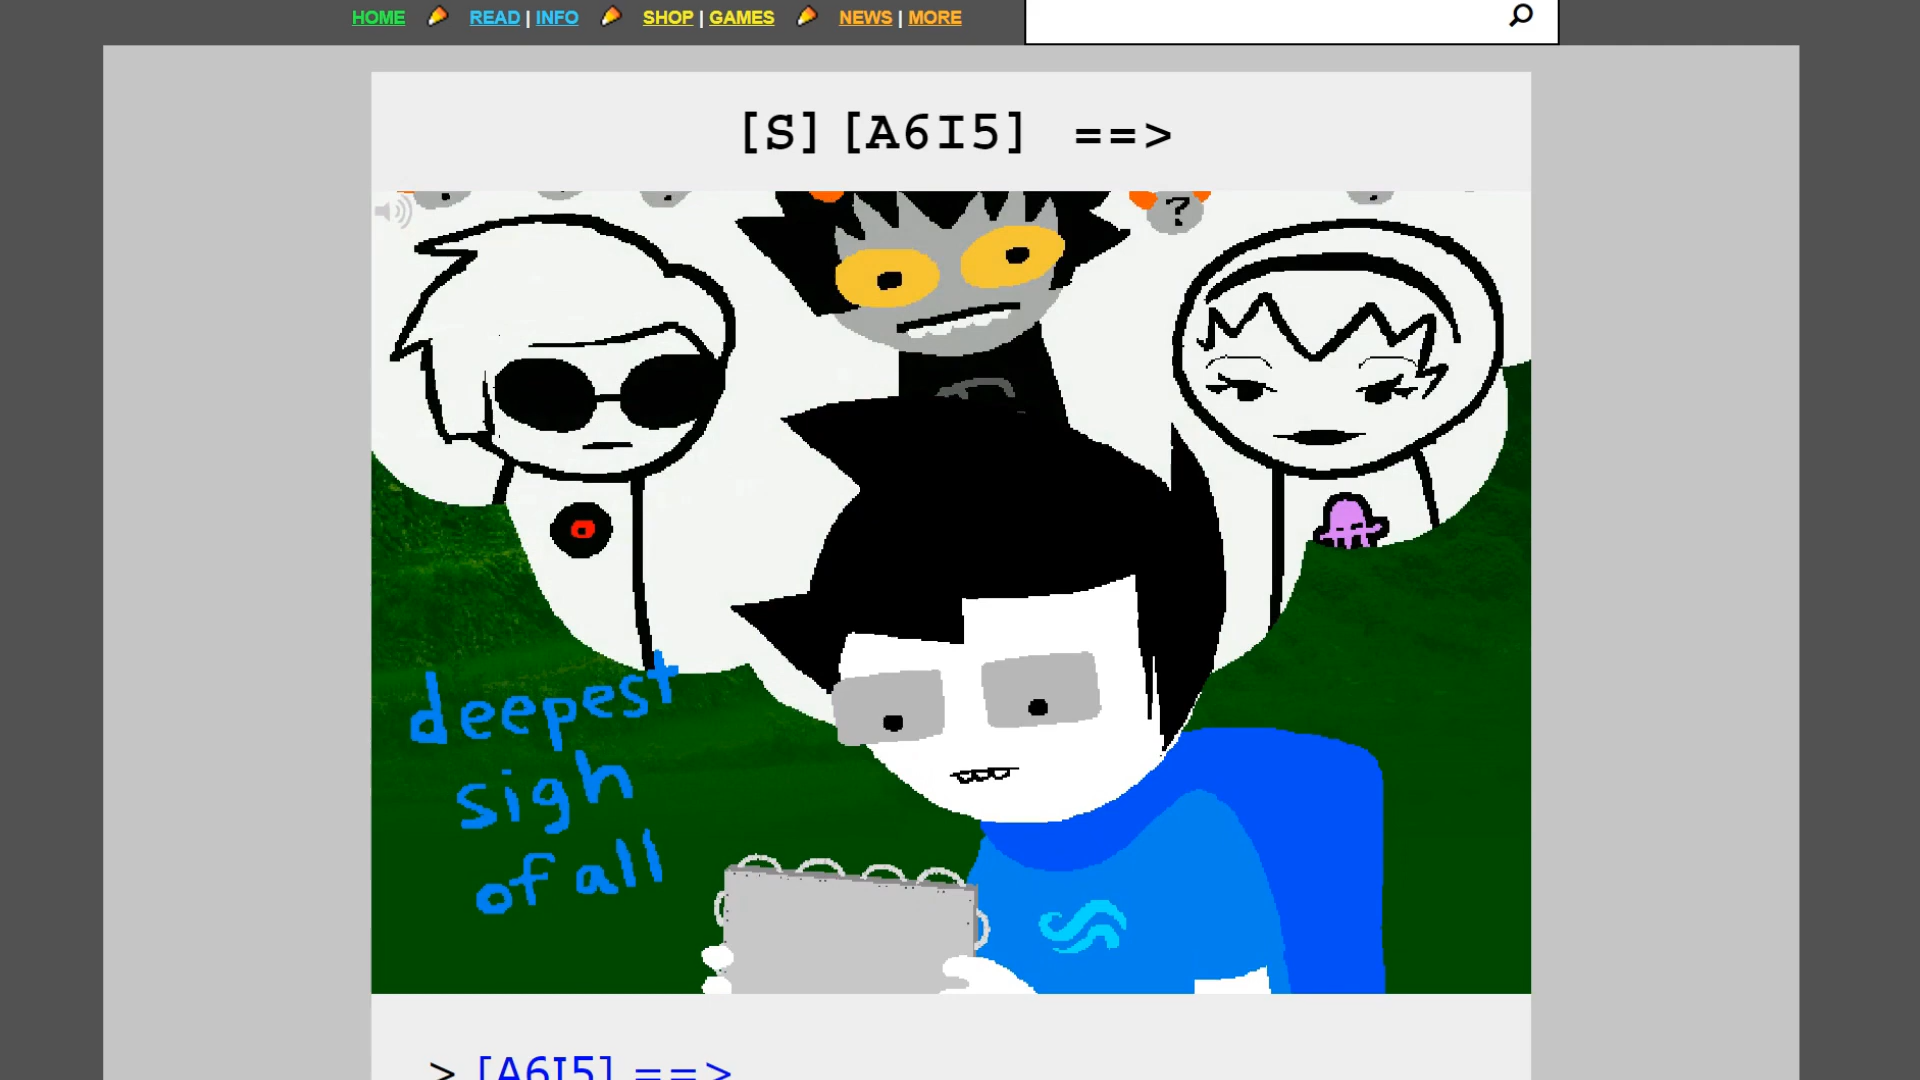 HOME READ | INFO SHOP | GAMES NEWS | MORE
[S][A6I5] ==>
?
deepest
sigh
of all
> [A6I5] ==>